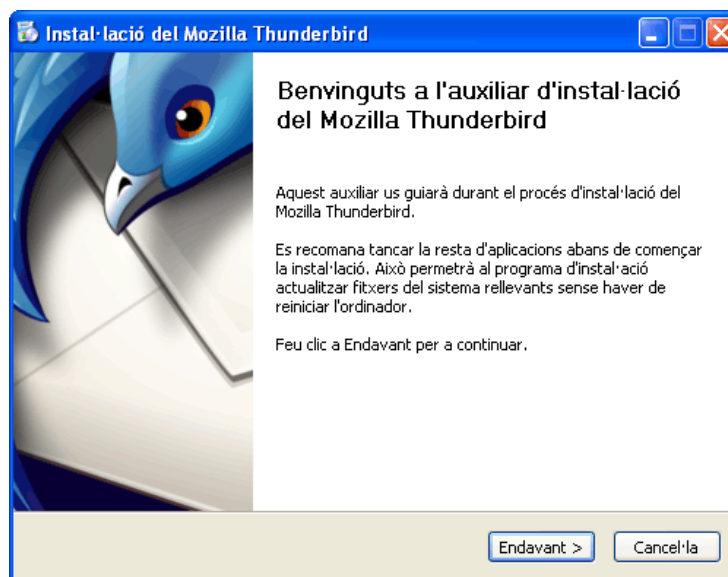 Instal·lació del Mozilla Thunderbird
Benvinguts a l'auxiliar d'instal·lació
del Mozilla Thunderbird
Aquest auxiliar us guiarà durant el procés d'instal·lació del
Mozilla Thunderbird.
Es recomana tancar la resta d'aplicacions abans de començar
la instal·lació. Això permetrà al programa d'instal·ació
actualitzar fitxers del sistema rellevants sense haver de
reiniciar l'ordinador.
Feu clic a Endavant per a continuar.
Endavant >
Cancel·la